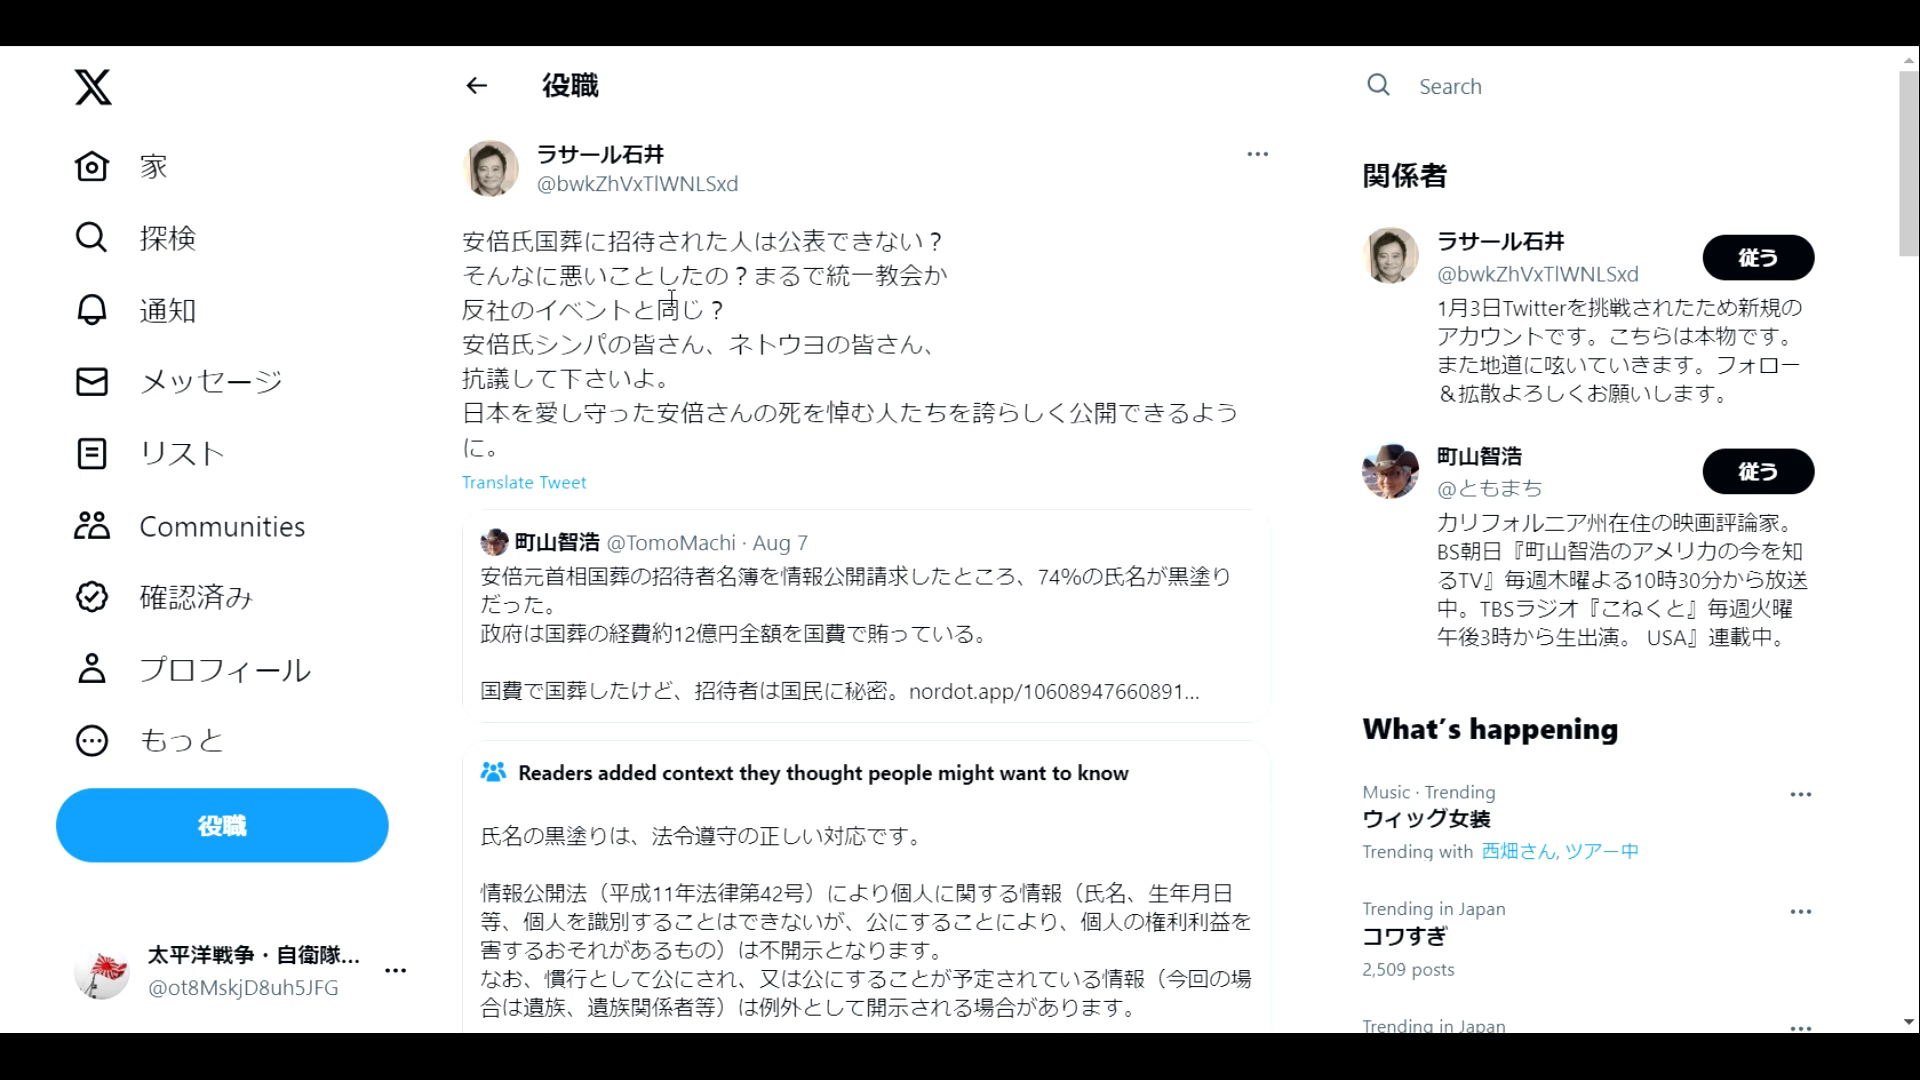 X
家
探検
通知
メッセージ
リスト
Communities
確認済み
プロフィール
もっと
役職
太平洋戦争・自衛隊...
@ot8MskjD8uh5JFG
役職
ラサール石井
@bwkZhVxTlWNLSxd
安倍氏国葬に招待された人は公表できない？
そんなに悪いことしたの？まるで統一教会か
反社のイベントと同じ？
安倍氏シンパの皆さん、ネトウヨの皆さん、
抗議して下さいよ。
日本を愛し守った安倍さんの死を悼む人たちを誇らしく公開できるよう
に。
Translate Tweet
町山智浩 @TomoMachi · Aug 7
安倍元首相国葬の招待者名簿を情報公開請求したところ、74%の氏名が黒塗り
だった。
政府は国葬の経費約12億円全額を国費で賄っている。
国費で国葬したけど、招待者は国民に秘密。nordot.app/10608947660891...
Readers added context they thought people might want to know
氏名の黒塗りは、法令遵守の正しい対応です。
情報公開法（平成11年法律第42号）により個人に関する情報（氏名、生年月日
等、個人を識別することはできないが、公にすることにより、個人の権利利益を
害するおそれがあるもの）は不開示となります。
なお、慣行として公にされ、又は公にすることが予定されている情報（今回の場
合は遺族、遺族関係者等）は例外として開示される場合があります。
Search
関係者
ラサール石井
@bwkZhVxTlWNLSxd
従う
1月3日Twitterを挑戦されたため新規の
アカウントです。こちらは本物です。
また地道に呟いていきます。フォロー
＆拡散よろしくお願いします。
町山智浩
@ともまち
従う
カリフォルニア州在住の映画評論家。
BS朝日『町山智浩のアメリカの今を知
るTV』毎週木曜よる10時30分から放送
中。TBSラジオ『こねくと』毎週火曜
午後3時から生出演。 USA』連載中。
What's happening
Music · Trending
ウィッグ女装
Trending with 西畑さん, ツアー中
Trending in Japan
コワすぎ
2,509 posts
Trending in Japan